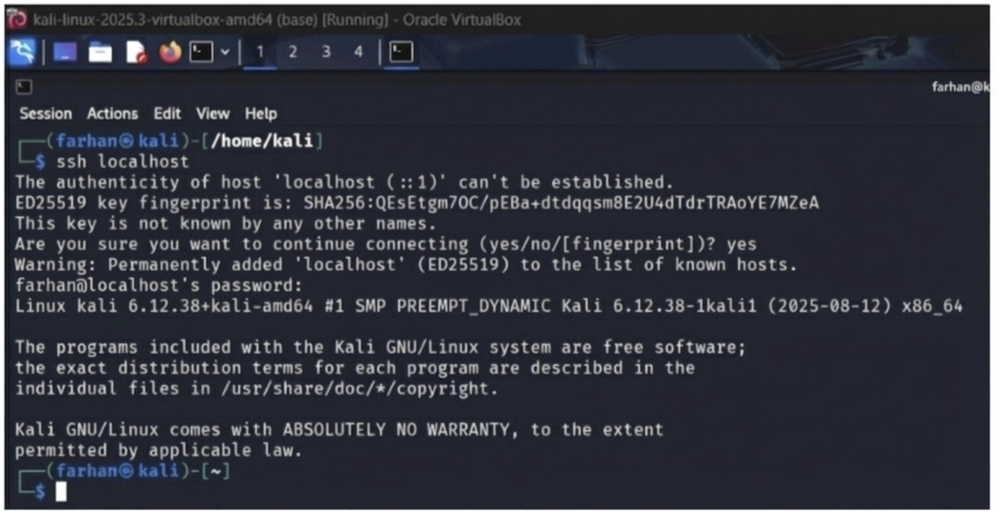 kali-linux-2025.3-virtualbox-amd64 (base) [Running] - Oracle VirtualBox
1 2 3 4
farhan@k
Session Actions Edit View Help
┌──(farhan㉿kali)-[/home/kali]
└─$ ssh localhost
The authenticity of host 'localhost (::1)' can't be established.
ED25519 key fingerprint is: SHA256:QEsEtgm7OC/pEBa+dtdqqsm8E2U4dTdrTRAoYE7MZeA
This key is not known by any other names.
Are you sure you want to continue connecting (yes/no/[fingerprint])? yes
Warning: Permanently added 'localhost' (ED25519) to the list of known hosts.
farhan@localhost's password:
Linux kali 6.12.38+kali-amd64 #1 SMP PREEMPT_DYNAMIC Kali 6.12.38-1kali1 (2025-08-12) x86_64
The programs included with the Kali GNU/Linux system are free software;
the exact distribution terms for each program are described in the
individual files in /usr/share/doc/*/copyright.
Kali GNU/Linux comes with ABSOLUTELY NO WARRANTY, to the extent
permitted by applicable law.
┌──(farhan㉿kali)-[~]
└─$